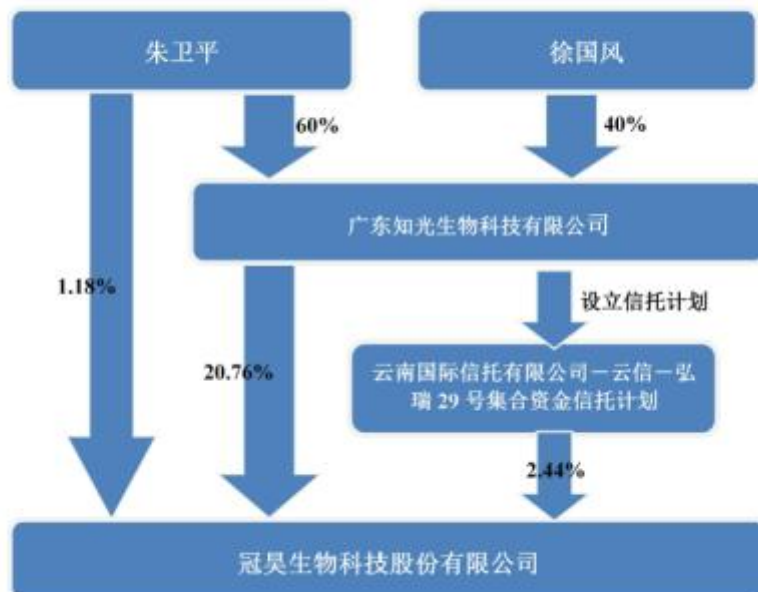 朱卫平
徐国风
60%
40%
广东知光生物科技有限公司
1.18%
设立信托计划
20.76%
云南国际信托有限公司－云信－弘
瑞 29 号集合资金信托计划
2.44%
冠昊生物科技股份有限公司